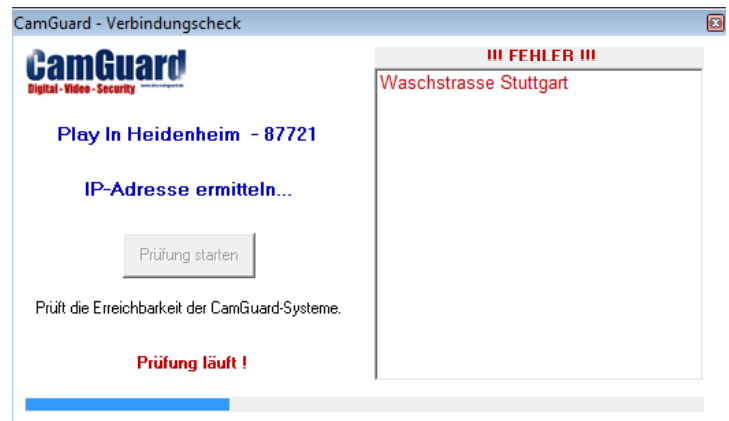 CamGuard - Verbindungscheck
CamGuard
Digital - Video - Security
Play In Heidenheim - 87721
IP-Adresse ermitteln...
Prüfung starten
Prüft die Erreichbarkeit der CamGuard-Systeme.
Prüfung läuft !
!!! FEHLER !!!
Waschstrasse Stuttgart